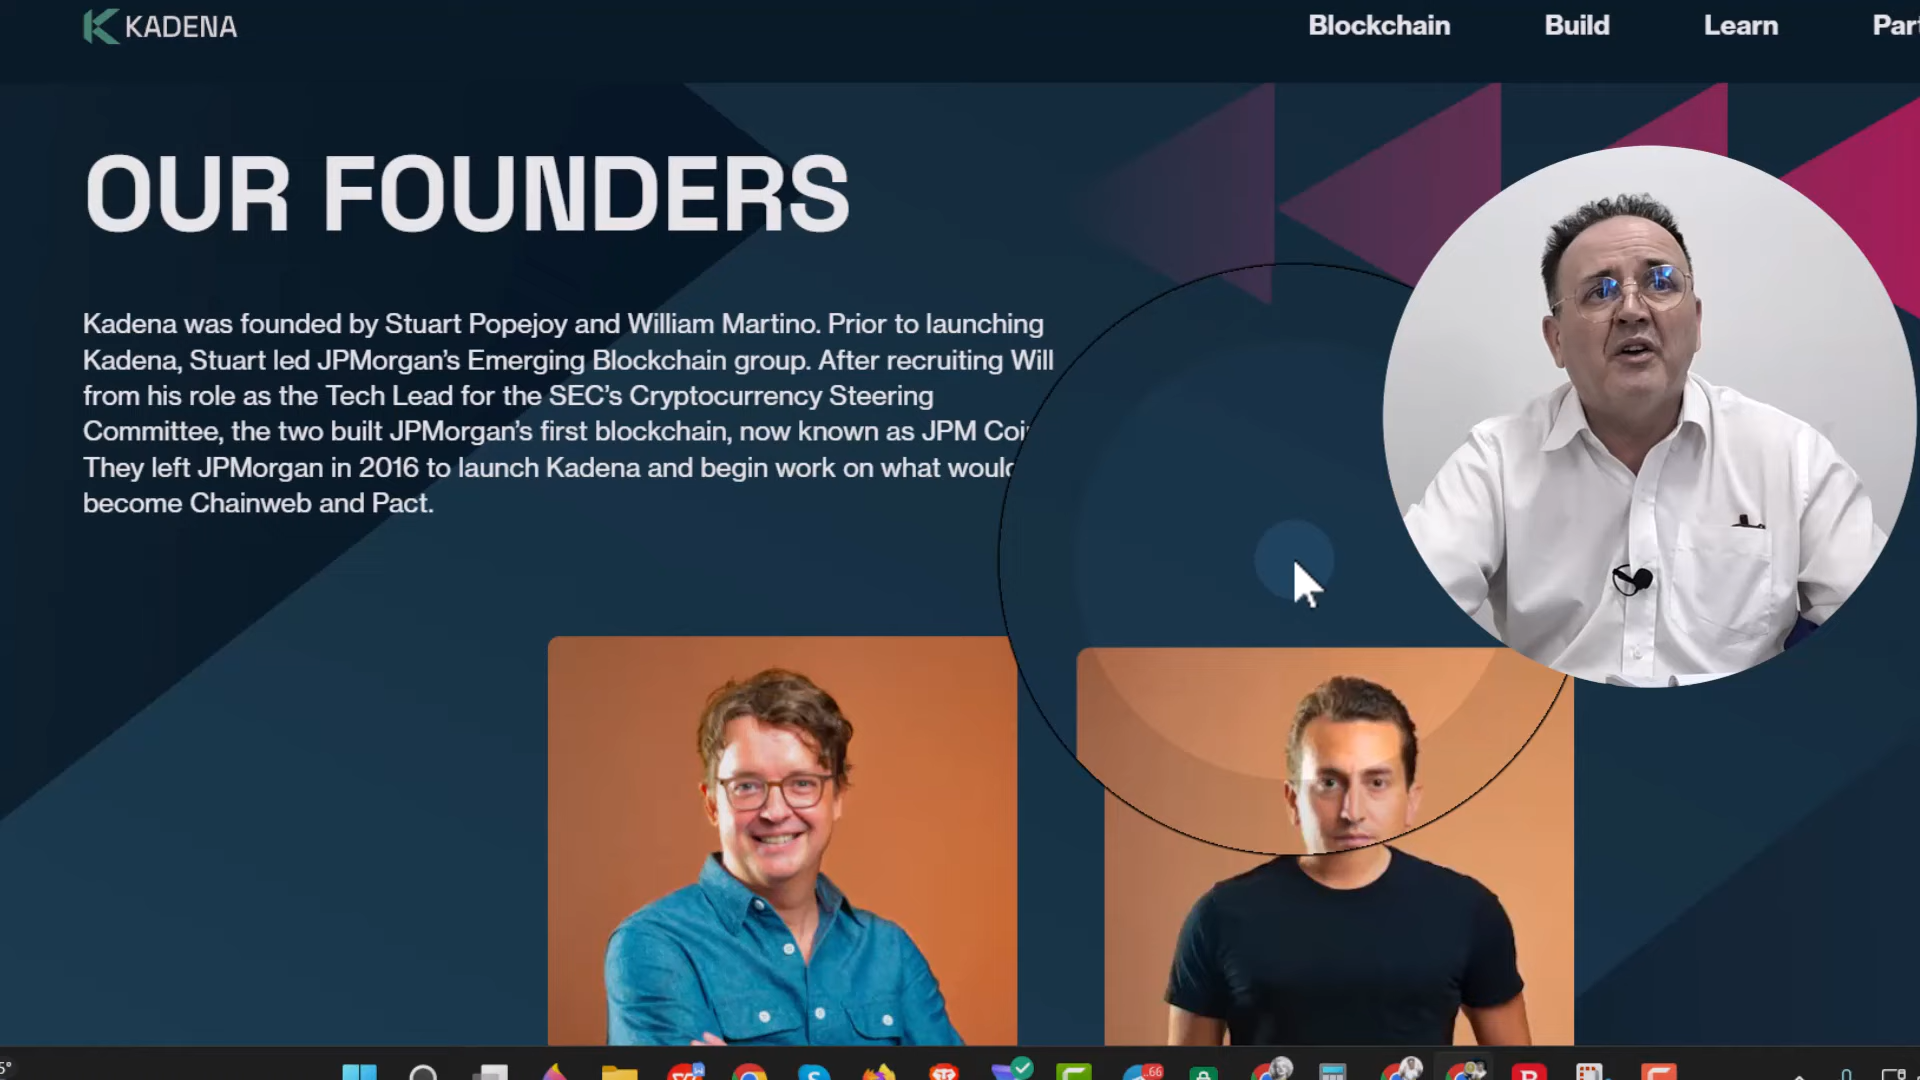 KADENA
Blockchain
Build
Learn
OUR FOUNDERS
Kadena was founded by Stuart Popejoy and William Martino. Prior to launching
Kadena, Stuart led JPMorgan's Emerging Blockchain group. After recruiting Will
from his role as the Tech Lead for the SEC's Cryptocurrency Steering
Committee, the two built JPMorgan's first blockchain, now known as JPM
They left JPMorgan in 2016 to launch Kadena and begin work on what
become Chainweb and Pact.